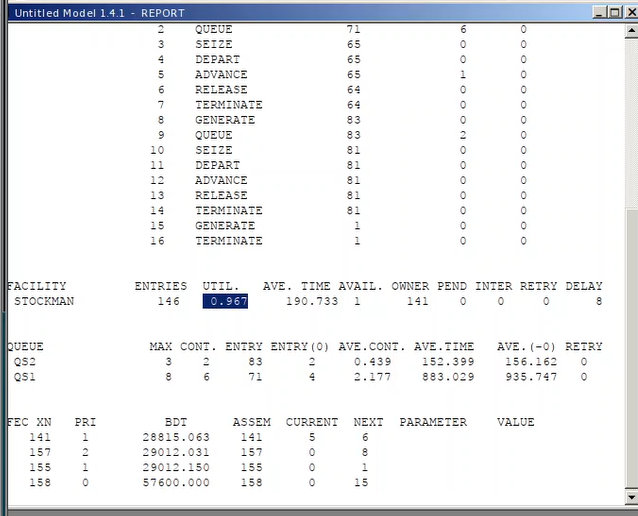 Untitled Model 1.4.1 - REPORT
2 QUEUE 71 6 0
3 SEIZE 65 0 0
4 DEPART 65 0 0
5 ADVANCE 65 1 0
6 RELEASE 64 0 0
7 TERMINATE 64 0 0
8 GENERATE 83 0 0
9 QUEUE 83 2 0
10 SEIZE 81 0 0
11 DEPART 81 0 0
12 ADVANCE 81 0 0
13 RELEASE 81 0 0
14 TERMINATE 81 0 0
15 GENERATE 1 0 0
16 TERMINATE 1 0 0
FACILITY ENTRIES UTIL. AVE. TIME AVAIL. OWNER PEND INTER RETRY DELAY
STOCKMAN 146 0.967 190.733 1 141 0 0 0 8
QUEUE MAX CONT. ENTRY ENTRY(0) AVE.CONT. AVE.TIME AVE.(-0) RETRY
QS2 3 2 83 2 0.439 152.399 156.162 0
QS1 8 6 71 4 2.177 883.029 935.747 0
FEC XN PRI BDT ASSEM CURRENT NEXT PARAMETER VALUE
141 1 28815.063 141 5 6
157 2 29012.031 157 0 8
155 1 29012.150 155 0 1
158 0 57600.000 158 0 15